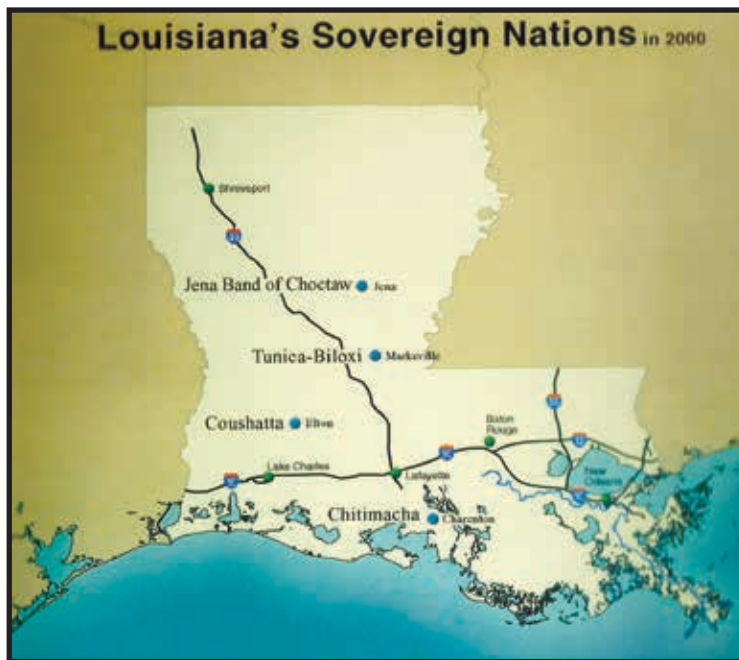 Louisiana's Sovereign Nations in 2000
Shreveport
Jena Band of Choctaw Jena
Tunica-Biloxi Marksville
Coushatta Elton
Baton
Rouge
New
Orleans
Lake Charles
Lafayette
Chitimacha Charenton